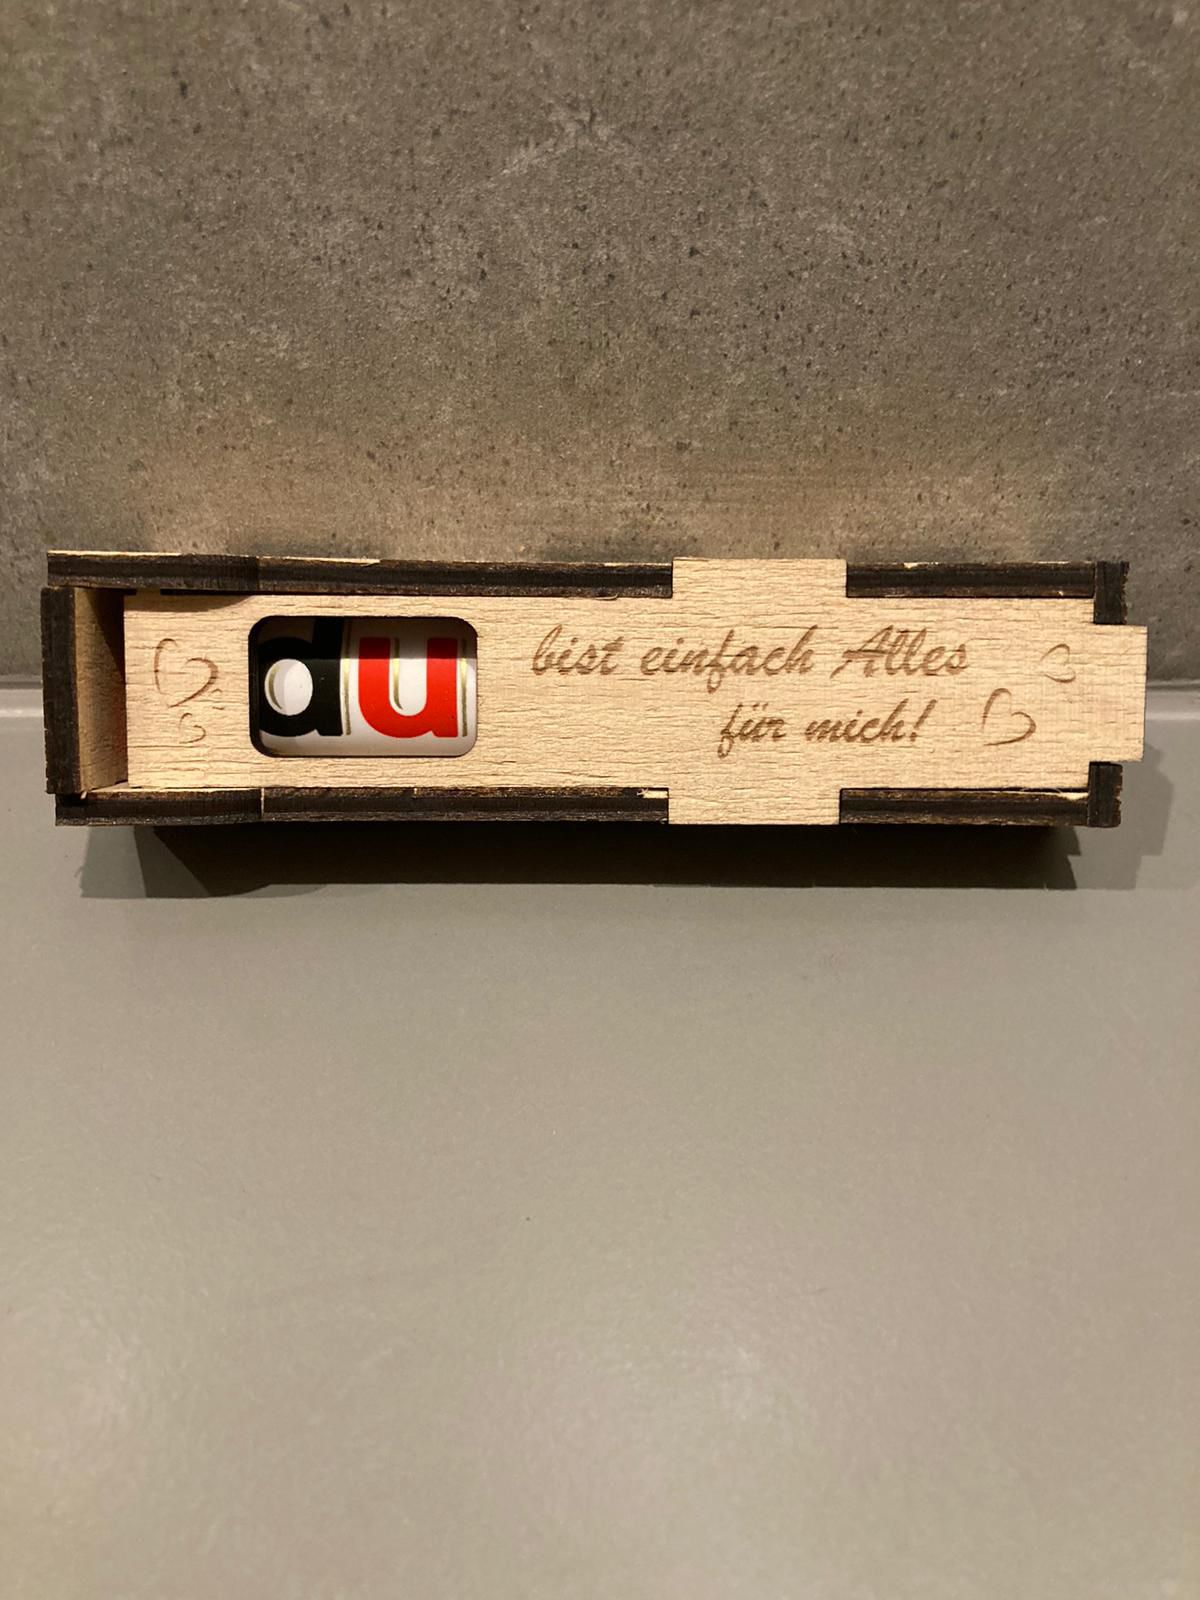 du bist einfach Alles
für mich!